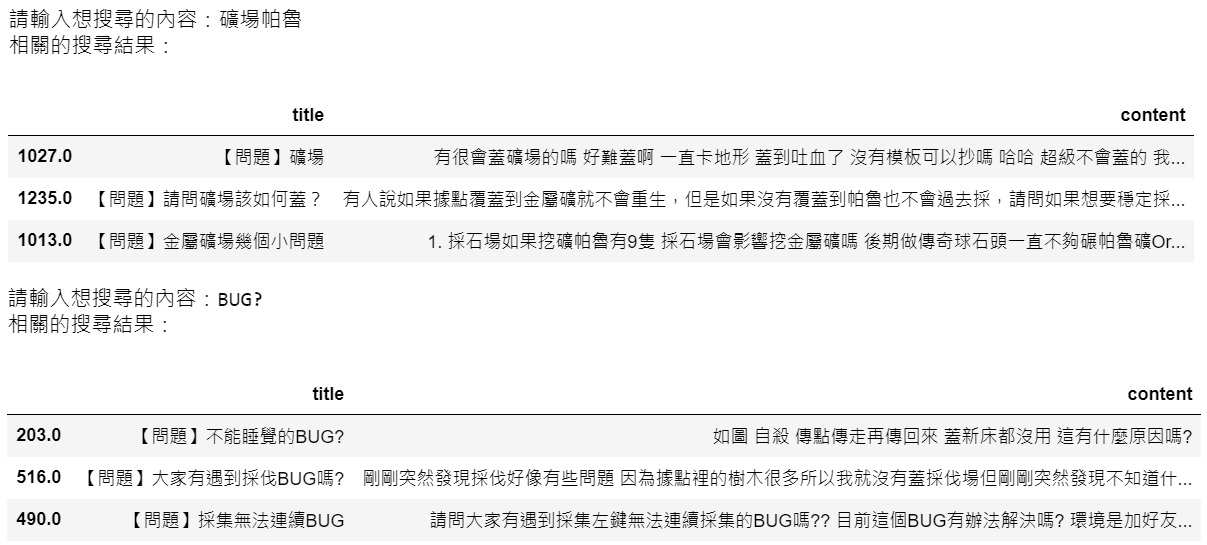 請輸入想搜尋的內容：礦場帕魯
相關的搜尋結果：
title content
1027.0 【問題】礦場 有很會蓋礦場的嗎 好難蓋啊 一直卡地形 蓋到吐血了 沒有模板可以抄嗎 哈哈 超級不會蓋的 我...
1235.0 【問題】請問礦場該如何蓋？ 有人說如果據點覆蓋到金屬礦就不會重生，但是如果沒有覆蓋到帕魯也不會過去採，請問如果想要穩定採...
1013.0 【問題】金屬礦場幾個小問題 1. 採石場如果挖礦帕魯有9隻 採石場會影響挖金屬礦嗎 後期做傳奇球石頭一直不夠碾帕魯礦Or...
請輸入想搜尋的內容：BUG?
相關的搜尋結果：
title content
203.0 【問題】不能睡覺的BUG? 如圖 自殺 傳點傳走再傳回來 蓋新床都沒用 這有什麼原因嗎?
516.0 【問題】大家有遇到採伐BUG嗎? 剛剛突然發現採伐好像有些問題 因為據點裡的樹木很多所以我就沒有蓋採伐場但剛剛突然發現不知道什...
490.0 【問題】採集無法連續BUG 請問大家有遇到採集左鍵無法連續採集的BUG嗎?? 目前這個BUG有辦法解決嗎? 環境是加好友...